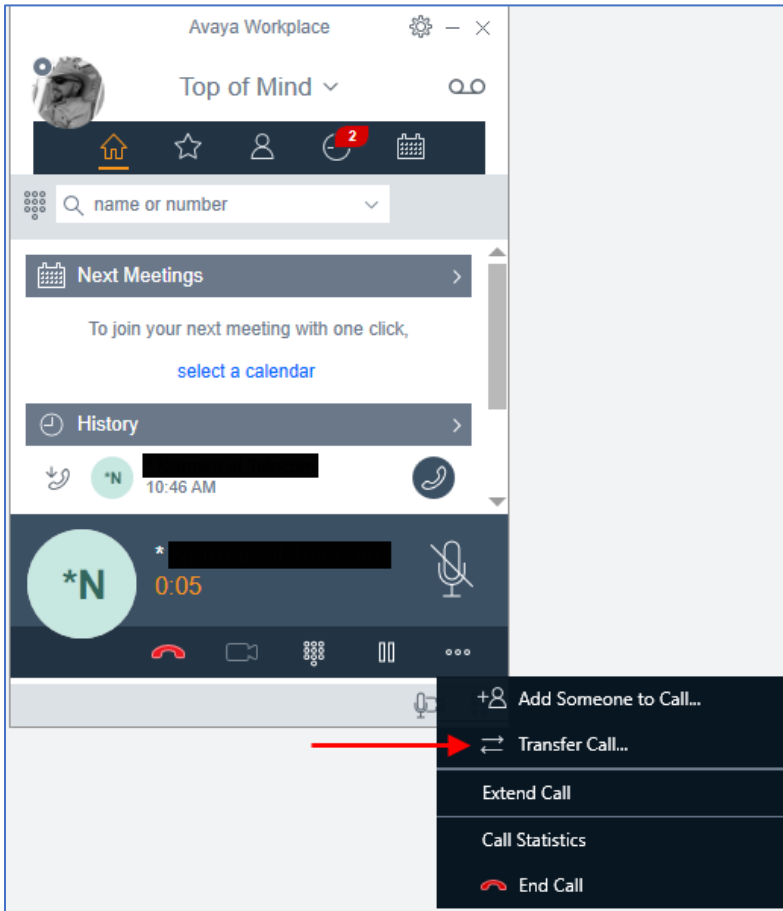 Avaya Workplace
Top of Mind
2
name or number
Next Meetings
To join your next meeting with one click,
select a calendar
History
*N
10:46 AM
*
*N
0:05
Add Someone to Call...
Transfer Call...
Extend Call
Call Statistics
End Call